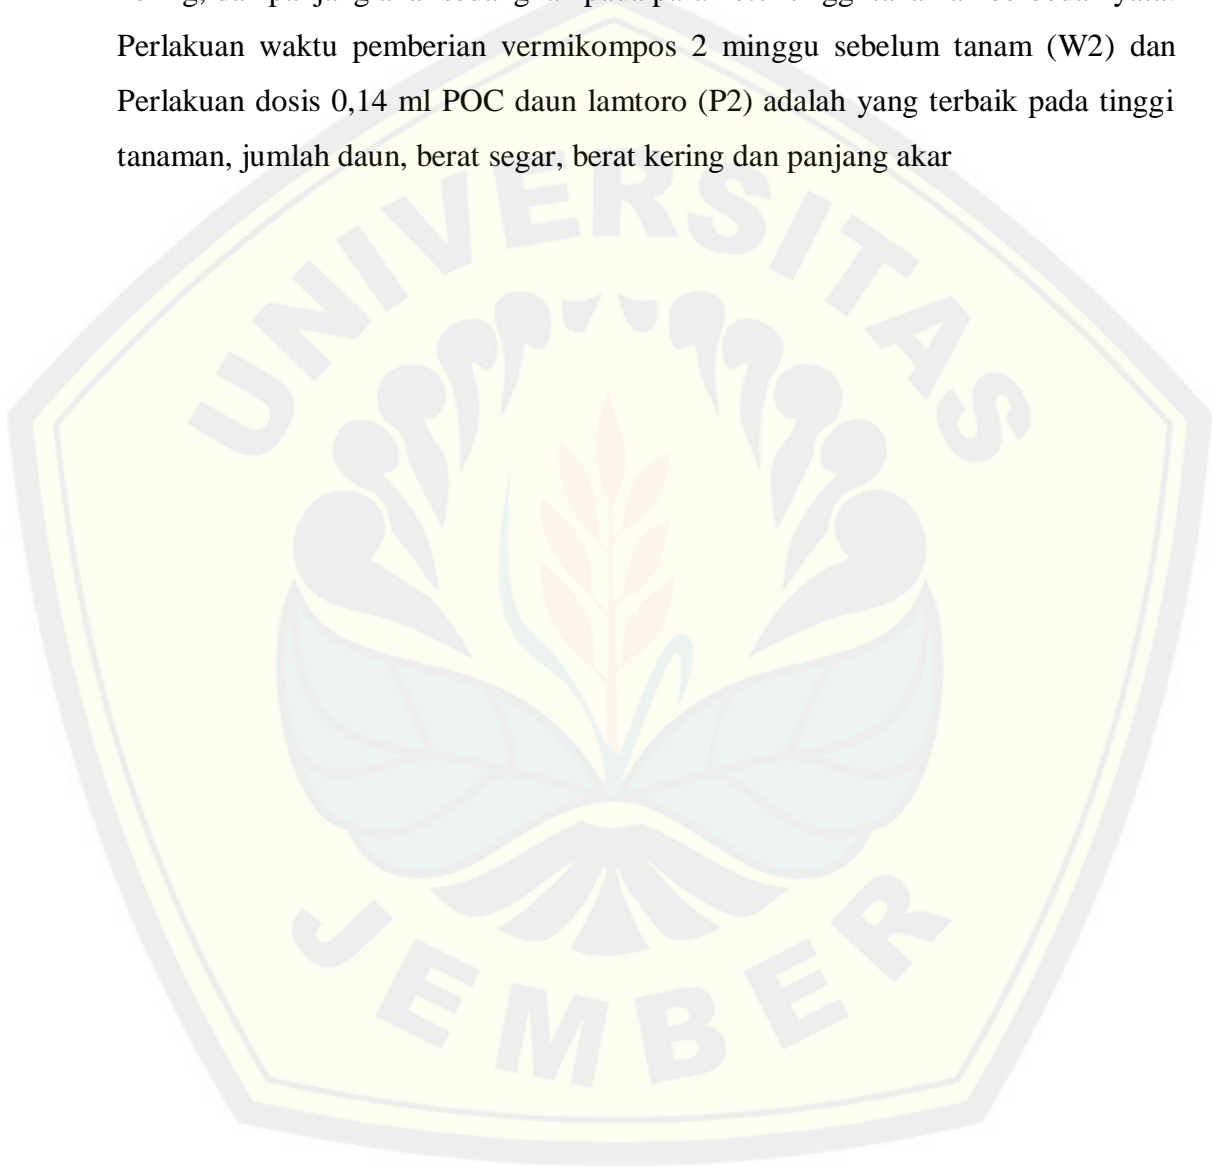 Perlakuan waktu pemberian vermikompos 2 minggu sebelum tanam (W2) dan
Perlakuan dosis 0,14 ml POC daun lamtoro (P2) adalah yang terbaik pada tinggi
tanaman, jumlah daun, berat segar, berat kering dan panjang akar
UNIVERSITAS
JEMBER